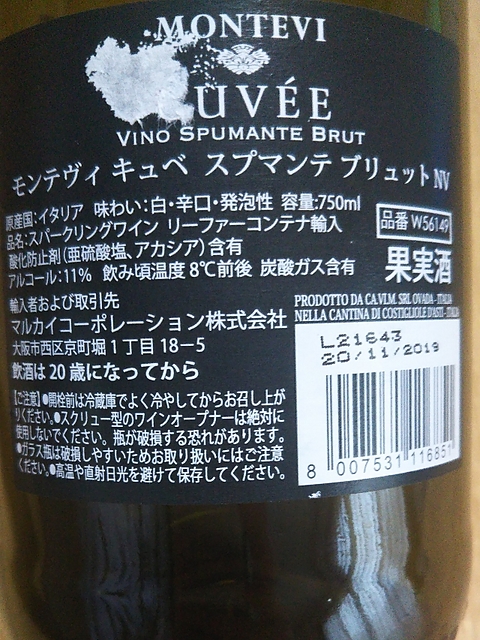 MONTEVI
CUVÉE
VINO SPUMANTE BRUT
モンテヴィ キュベ スプマンテ ブリュット NV
原産国:イタリア 味わい:白・辛口・発泡性 容量:750ml
品名:スパークリングワイン リーファーコンテナ輸入
酸化防止剤(亜硫酸塩、アカシア)含有
アルコール:11% 飲み頃温度 8℃前後 炭酸ガス含有
品番 W56149
果実酒
輸入者および取引先
マルカイコーポレーション株式会社
大阪市西区京町堀1丁目18-5
飲酒は20歳になってから
PRODOTTO DA CA.VI.M. SRL OVADA - ITALIA
NELLA CANTINA DI COSTIGLIOLE D'ASTI - ITALIA
L21643
20/11/2019
【ご注意】●開栓前は冷蔵庫でよく冷やしてからお召し上が
りください。●スクリュー型のワインオープナーは絶対に
使用しないでください。瓶が破損する恐れがあります。
●ガラス瓶は破損しやすいためお取り扱いにはご注意
ください。●高温や直射日光を避けて保存してください。
8 007531 116851